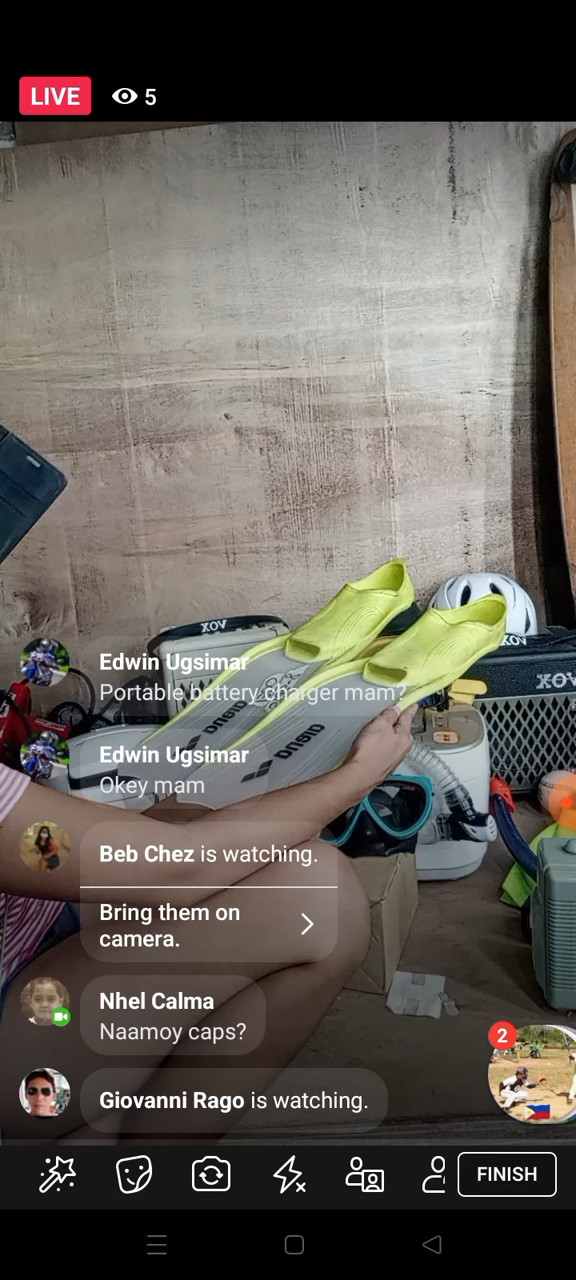 LIVE
5
XOV
Edwin Ugsimar
Portable battery charger mam?
XOV
XOV
arena
arena
Edwin Ugsimar
Okey mam
Beb Chez is watching.
Bring them on
camera.
Nhel Calma
Naamoy caps?
2
Giovanni Rago is watching.
FINISH